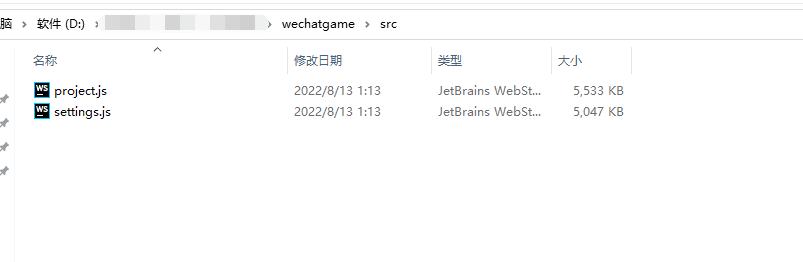 脑 › 软件 (D:) › › wechatgame › src
名称 修改日期 类型 大小
WS project.js 2022/8/13 1:13 JetBrains WebSt... 5,533 KB
WS settings.js 2022/8/13 1:13 JetBrains WebSt... 5,047 KB